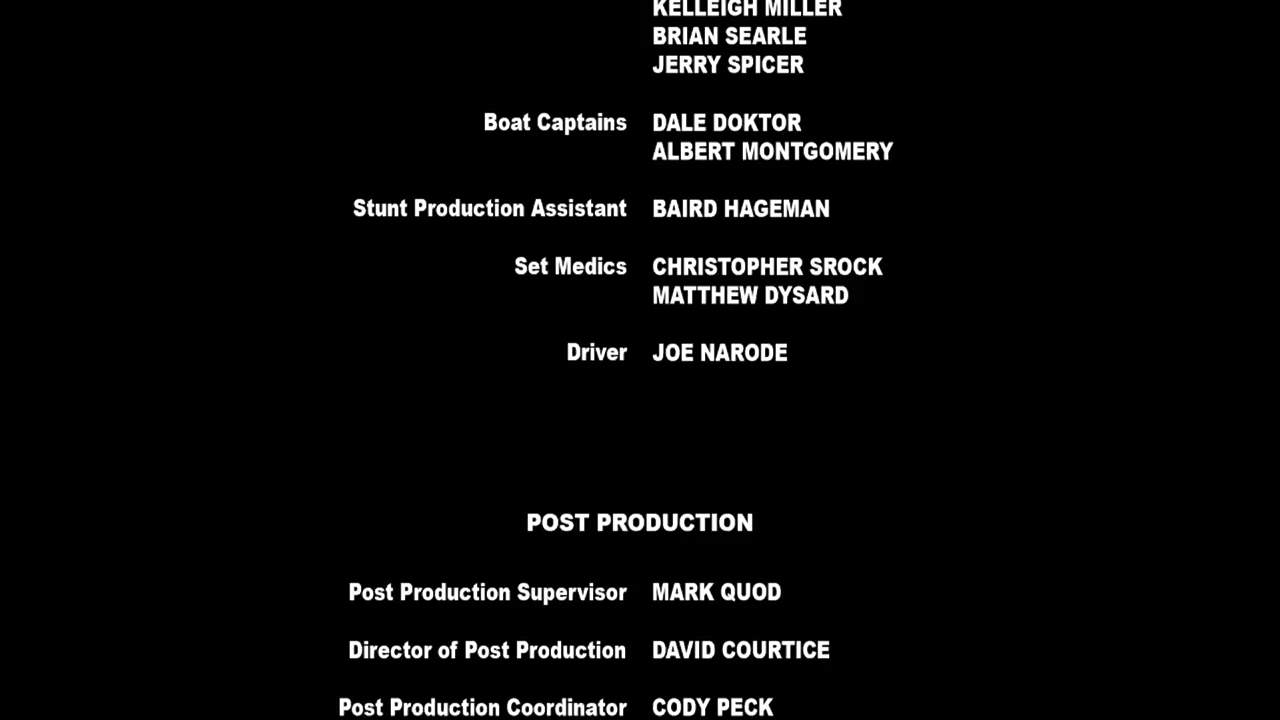 KELLEIGH MILLER
BRIAN SEARLE
JERRY SPICER
Boat Captains DALE DOKTOR
ALBERT MONTGOMERY
Stunt Production Assistant BAIRD HAGEMAN
Set Medics CHRISTOPHER SROCK
MATTHEW DYSARD
Driver JOE NARODE
POST PRODUCTION
Post Production Supervisor MARK QUOD
Director of Post Production DAVID COURTICE
Post Production Coordinator CODY PECK